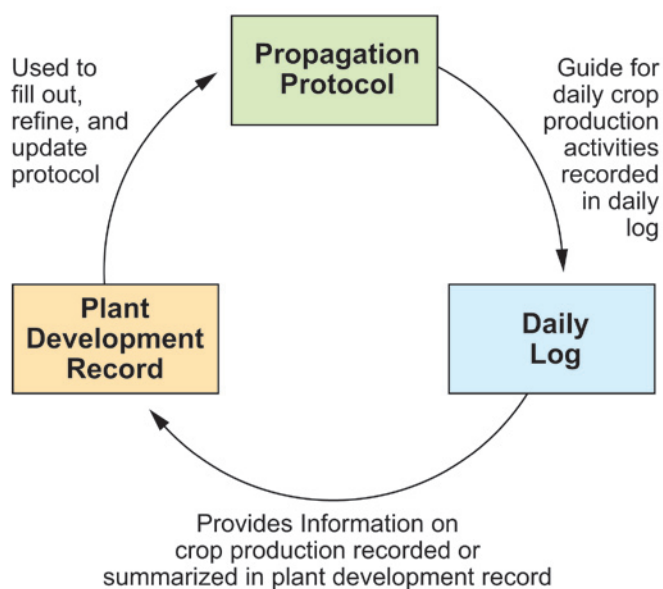 Propagation
Protocol
Guide for
daily crop
production
activities
recorded
in daily
log
Daily
Log
Provides Information on
crop production recorded or
summarized in plant development record
Plant
Development
Record
Used to
fill out,
refine, and
update
protocol